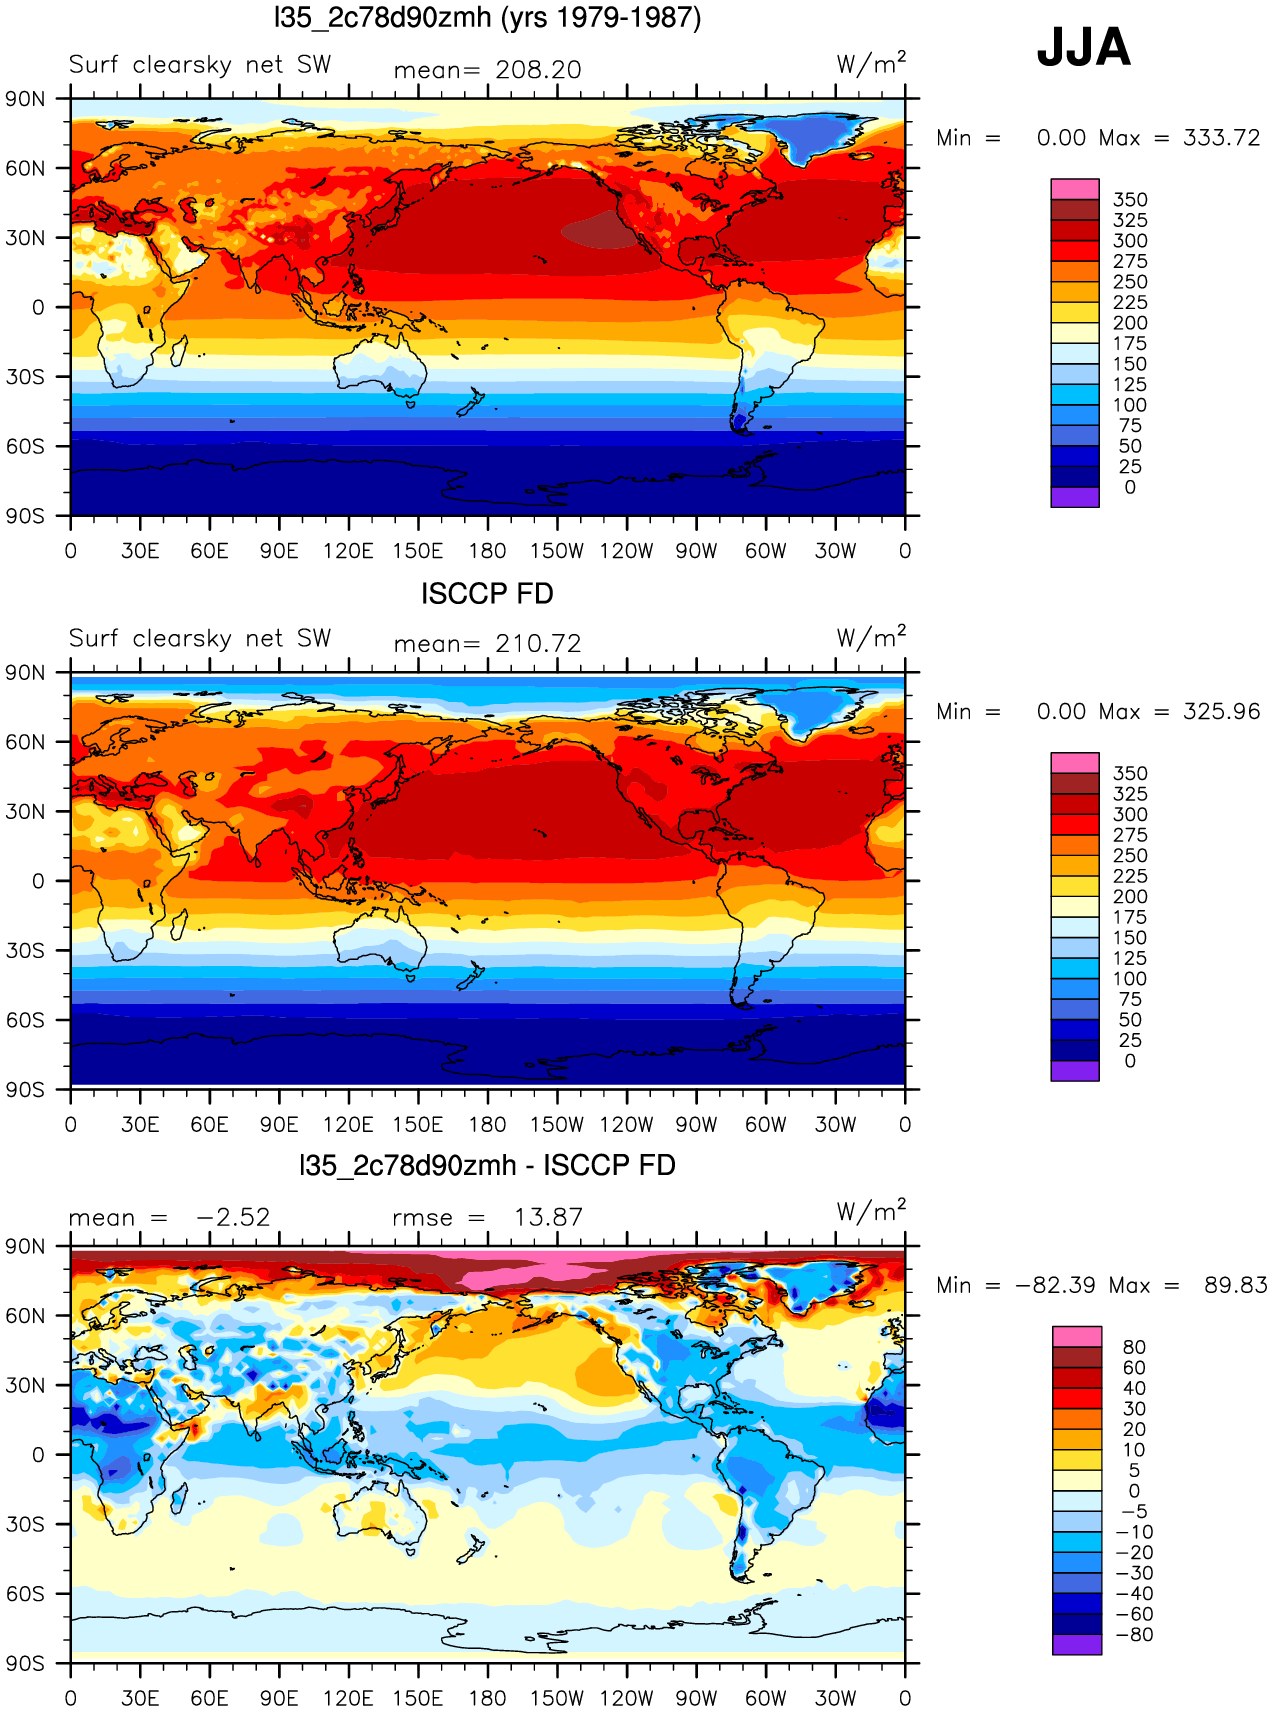 l35_2c78d90zmh (yrs 1979-1987)
JJA
Surf clearsky net SW mean= 208.20 W/m²
Min = 0.00 Max = 333.72
90N
60N
30N
0
30S
60S
90S
0 30E 60E 90E 120E 150E 180 150W 120W 90W 60W 30W 0
350
325
300
275
250
225
200
175
150
125
100
75
50
25
0
ISCCP FD
Surf clearsky net SW mean= 210.72 W/m²
Min = 0.00 Max = 325.96
90N
60N
30N
0
30S
60S
90S
0 30E 60E 90E 120E 150E 180 150W 120W 90W 60W 30W 0
350
325
300
275
250
225
200
175
150
125
100
75
50
25
0
l35_2c78d90zmh - ISCCP FD
mean = −2.52 rmse = 13.87 W/m²
Min = −82.39 Max = 89.83
90N
60N
30N
0
30S
60S
90S
0 30E 60E 90E 120E 150E 180 150W 120W 90W 60W 30W 0
80
60
40
30
20
10
5
0
−5
−10
−20
−30
−40
−60
−80